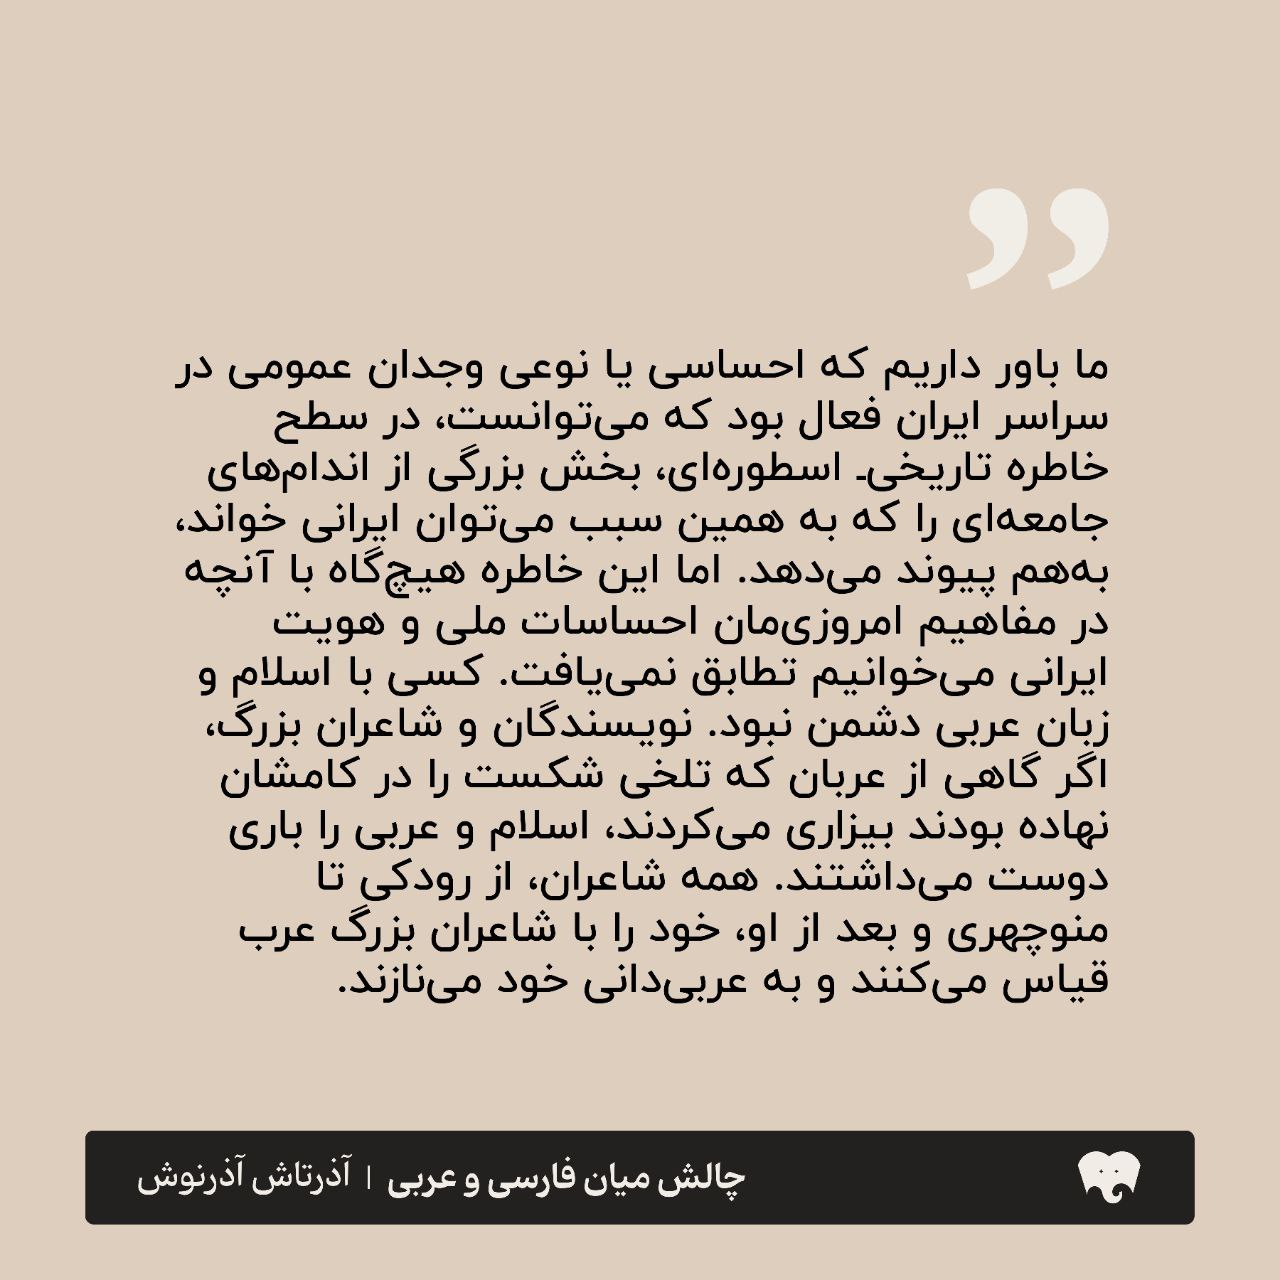 ”
ما باور داریم که احساسی یا نوعی وجدان عمومی در
سراسر ایران فعال بود که می‌توانست، در سطح
خاطره تاریخی‌ـ اسطوره‌ای، بخش بزرگی از اندام‌های
جامعه‌ای را که به همین سبب می‌توان ایرانی خواند،
به‌هم پیوند می‌دهد. اما این خاطره هیچ‌گاه با آنچه
در مفاهیم امروزی‌مان احساسات ملی و هویت
ایرانی می‌خوانیم تطابق نمی‌یافت. کسی با اسلام و
زبان عربی دشمن نبود. نویسندگان و شاعران بزرگ،
اگر گاهی از عربان که تلخی شکست را در کامشان
نهاده بودند بیزاری می‌کردند، اسلام و عربی را باری
دوست می‌داشتند. همه شاعران، از رودکی تا
منوچهری و بعد از او، خود را با شاعران بزرگ عرب
قیاس می‌کنند و به عربی‌دانی خود می‌نازند.
چالش میان فارسی و عربی | آذرتاش آذرنوش